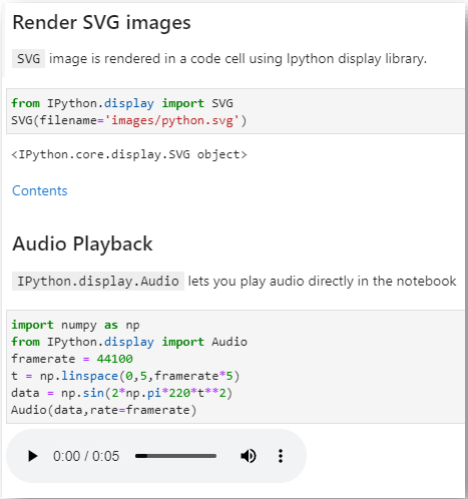 Render SVG images
SVG image is rendered in a code cell using Ipython display library.
from IPython.display import SVG
SVG(filename='images/python.svg')
<IPython.core.display.SVG object>
Contents
Audio Playback
IPython.display.Audio lets you play audio directly in the notebook
import numpy as np
from IPython.display import Audio
framerate = 44100
t = np.linspace(0,5,framerate*5)
data = np.sin(2*np.pi*220*t**2)
Audio(data,rate=framerate)
0:00 / 0:05